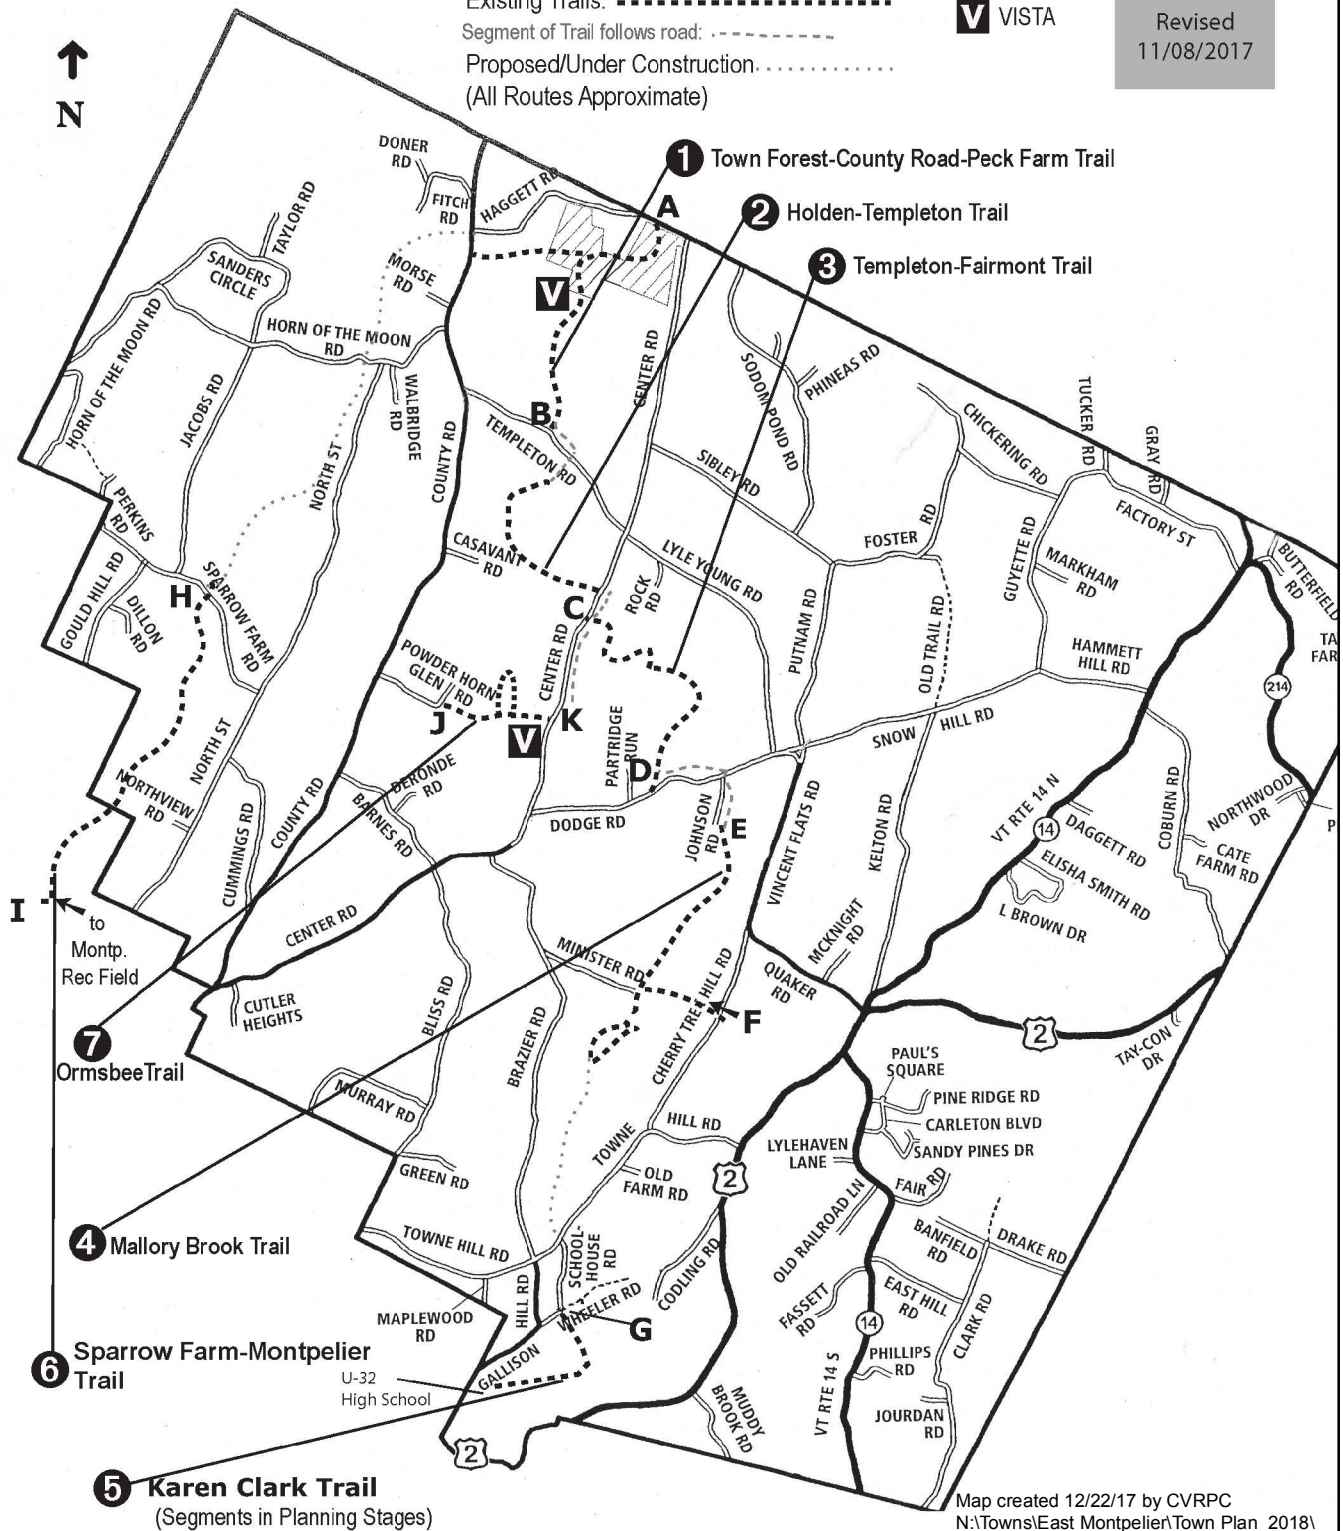 Existing Trails:
Segment of Trail follows road:
Proposed/Under Construction
(All Routes Approximate)
V VISTA
Revised
11/08/2017
N
1 Town Forest-County Road-Peck Farm Trail
2 Holden-Templeton Trail
3 Templeton-Fairmont Trail
DONER
RD
FITCH
RD
HAGGETT RD
A
TAYLOR RD
SANDERS
CIRCLE
MORSE
RD
V
HORN OF THE MOON RD
HORN OF THE MOON
RD
JACOBS RD
WALBRIDGE
RD
NORTH ST
COUNTY RD
B
TEMPLETON RD
CENTER RD
SODOM POND RD
PHINEAS RD
SIBLEY RD
CHICKERING RD
TUCKER RD
GRAY RD
FACTORY ST
PERKINS
RD
GOULD HILL RD
DILLON
RD
H
SPARROW FARM
RD
CASAVANT
RD
C
ROCK
RD
LYLE YOUNG RD
FOSTER RD
GUYETTE RD
MARKHAM
RD
BUTTERFIELD
RD
TA
FAR
PUTNAM RD
OLD TRAIL RD
HAMMETT
HILL RD
214
POWDER HORN
GLEN RD
CENTER RD
J
K
V
PARTRIDGE
RUN
D
SNOW HILL RD
NORTH ST
NORTHVIEW
RD
CUMMINGS RD
COUNTY RD
DERONDE
RD
BARNES RD
DODGE RD
JOHNSON
RD
E
VINCENT FLATS RD
KELTON RD
VT RTE 14 N
14
DAGGETT RD
COBURN RD
NORTHWOOD
DR
CATE
FARM RD
P
ELISHA SMITH RD
L BROWN DR
I
to
Montp.
Rec Field
CENTER RD
CUTLER
HEIGHTS
BLISS RD
MINISTER RD
BRAZIER RD
CHERRY TREE HILL RD
F
QUAKER
RD
MCKNIGHT
RD
2
TAY-CON
DR
7
OrmsbeeTrail
MURRAY RD
GREEN RD
TOWNE HILL RD
OLD
FARM RD
2
PAUL'S
SQUARE
PINE RIDGE RD
CARLETON BLVD
SANDY PINES DR
LYLEHAVEN
LANE
FAIR RD
OLD RAILROAD LN
BANFIELD
RD
DRAKE RD
4 Mallory Brook Trail
TOWNE HILL RD
SCHOOL-
HOUSE
RD
CODLING RD
FASSETT
RD
EAST HILL
RD
CLARK RD
MAPLEWOOD
RD
HILL RD
WHEELER RD
G
GALLISON
14
PHILLIPS
RD
VT RTE 14 S
JOURDAN
RD
MUDDY
BROOK RD
6 Sparrow Farm-Montpelier
Trail
U-32
High School
2
5 Karen Clark Trail
(Segments in Planning Stages)
Map created 12/22/17 by CVRPC
N:\Towns\East Montpelier\Town Plan_2018\